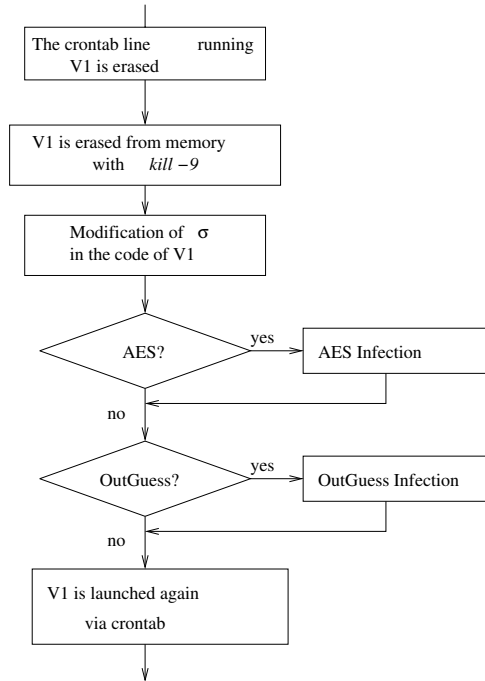 The crontab line running
V1 is erased
V1 is erased from memory
with kill −9
Modification of σ
in the code of V1
AES?
yes
AES Infection
no
OutGuess?
yes
OutGuess Infection
no
V1 is launched again
via crontab